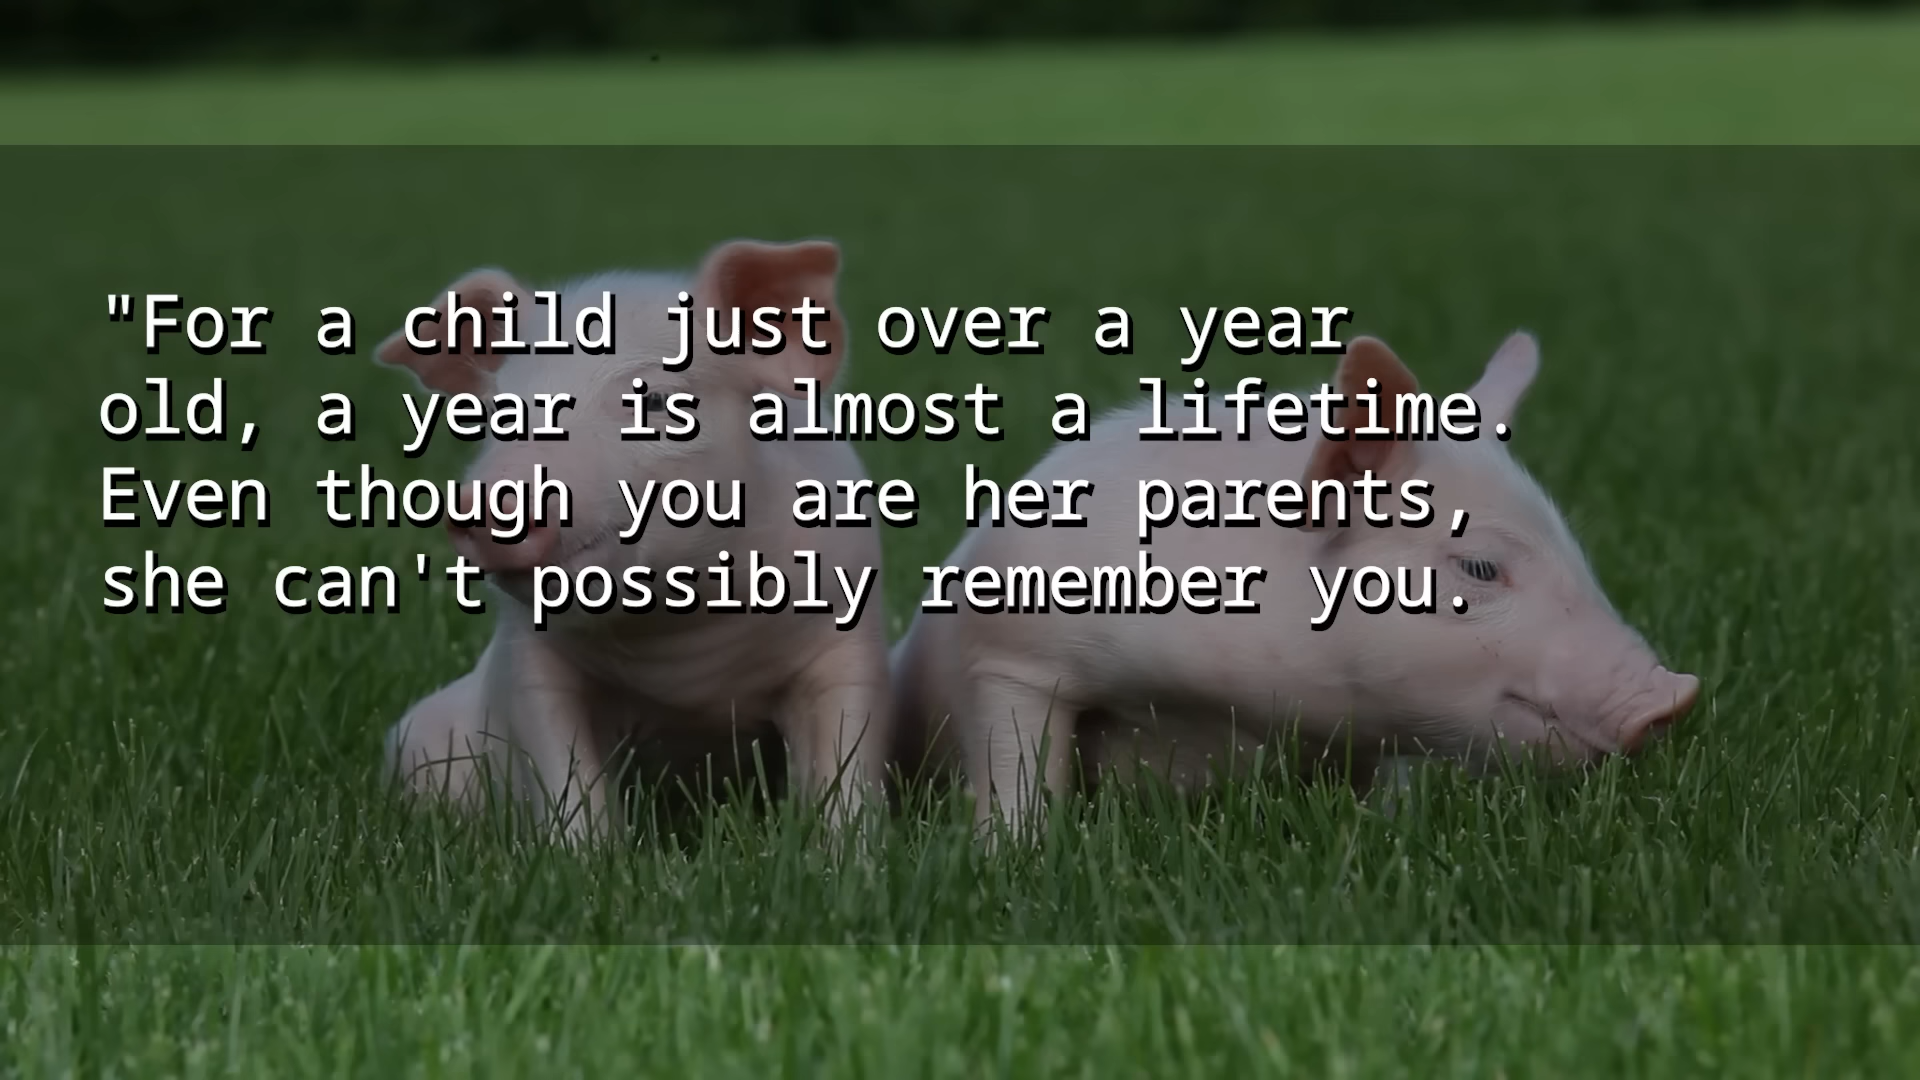 "For a child just over a year
old, a year is almost a lifetime.
Even though you are her parents,
she can't possibly remember you.